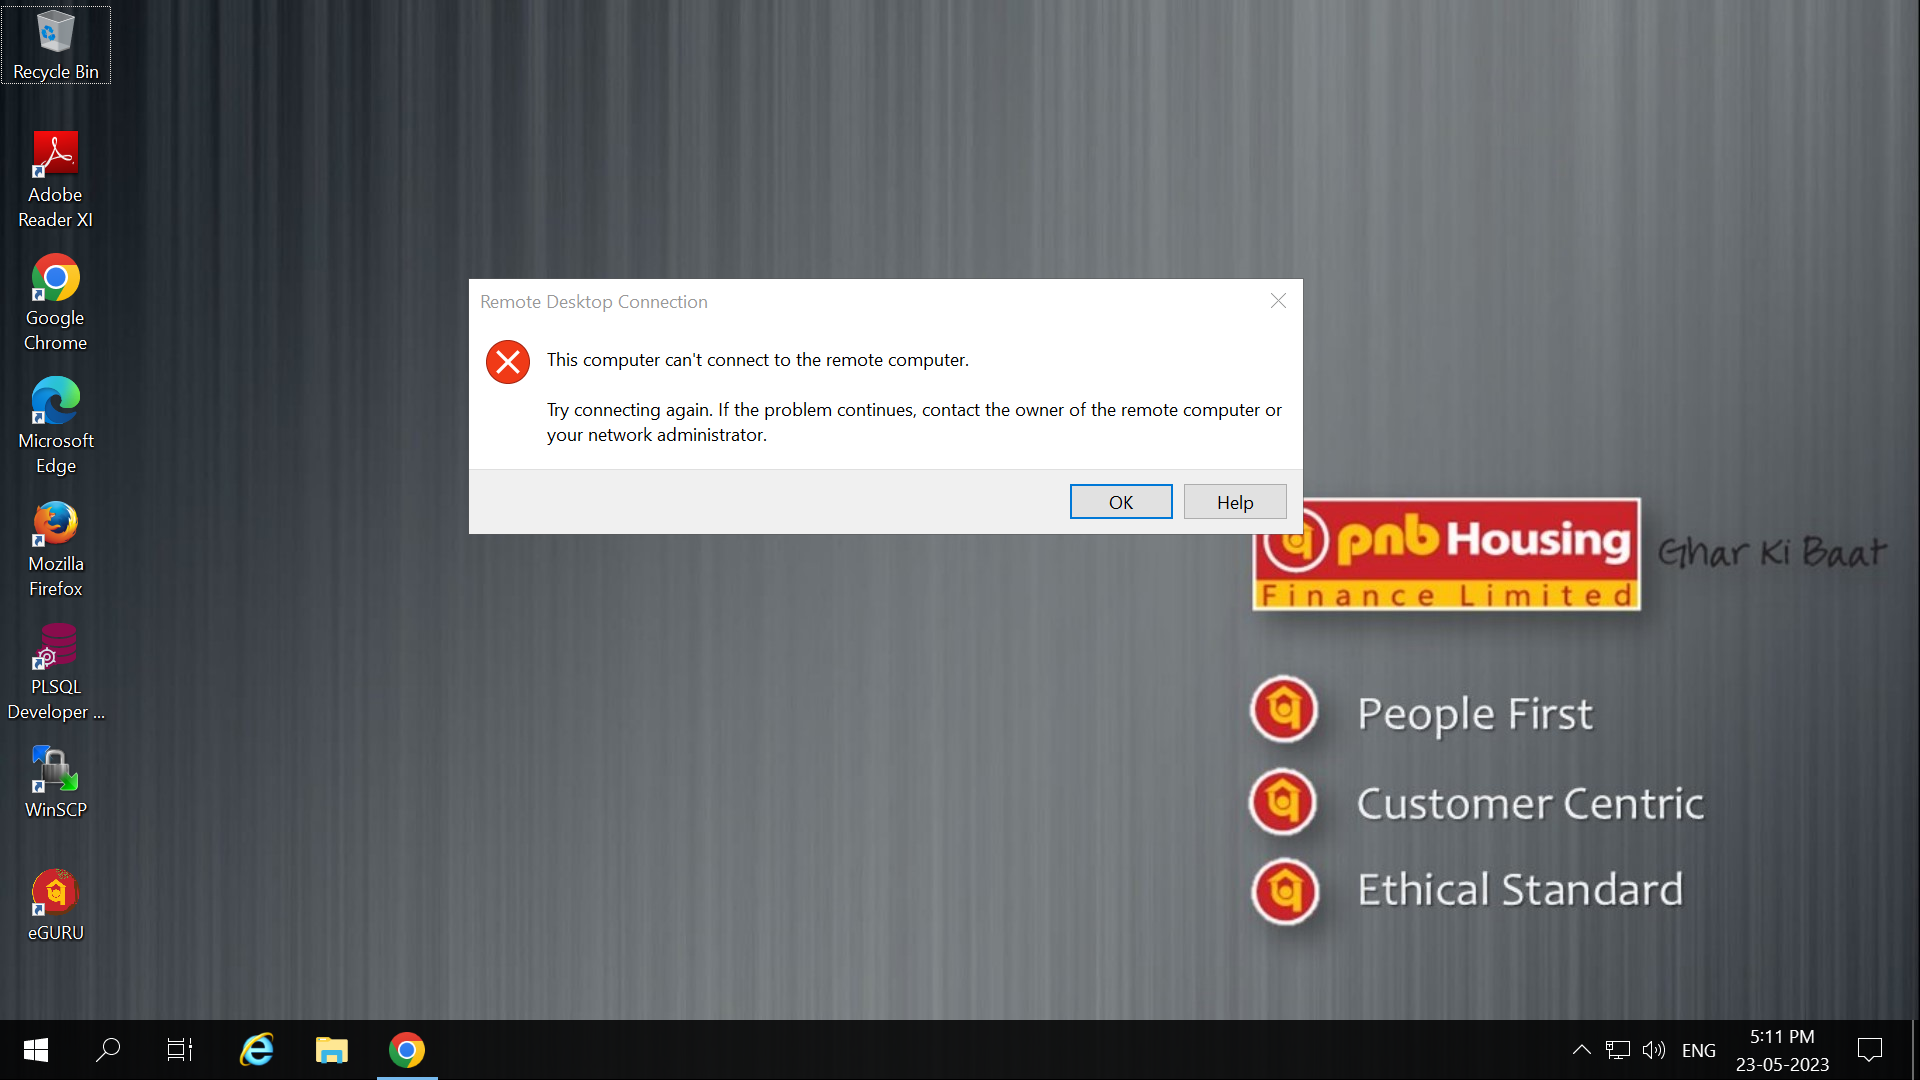 Recycle Bin
Adobe
Reader XI
Google
Chrome
Microsoft
Edge
Mozilla
Firefox
PLSQL
Developer ...
WinSCP
eGURU
Remote Desktop Connection
This computer can't connect to the remote computer.
Try connecting again. If the problem continues, contact the owner of the remote computer or
your network administrator.
OK
Help
pnb Housing
Finance Limited
Ghar Ki Baat
People First
Customer Centric
Ethical Standard
ENG
5:11 PM
23-05-2023